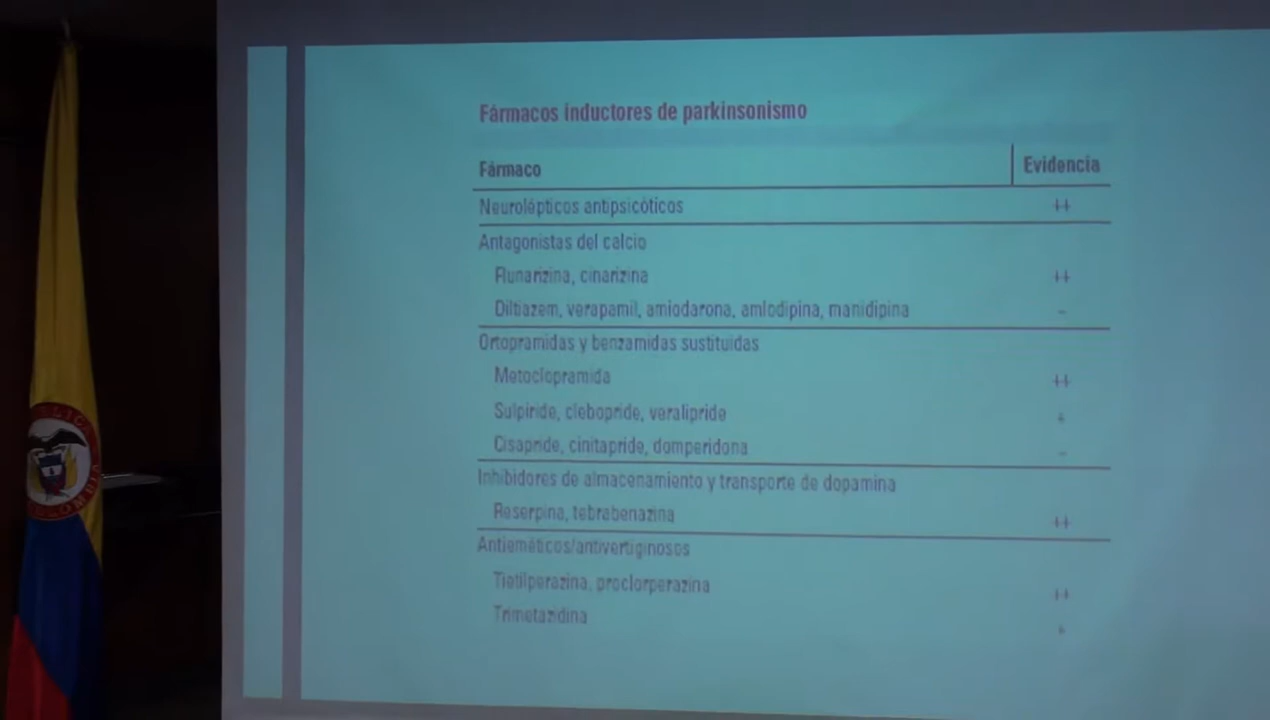 Fármacos inductores de parkinsonismo
Fármaco Evidencia
Neurolépticos antipsicóticos ++
Antagonistas del calcio
Flunarizina, cinarizina ++
Diltiazem, verapamil, amiodarona, amlodipina, manidipina –
Ortopramidas y benzamidas sustituidas
Metoclopramida ++
Sulpiride, clebopride, veralipride +
Cisapride, cinitapride, domperidona –
Inhibidores de almacenamiento y transporte de dopamina
Reserpina, tebrabenazina ++
Antieméticos/antivertiginosos
Tietilperazina, proclorperazina ++
Trimetazidina +